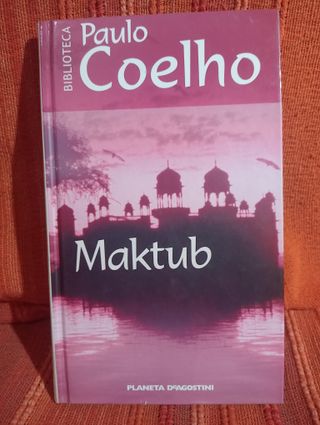 BIBLIOTECA
Paulo
Coelho
Maktub
PLANETA DEAGOSTINI